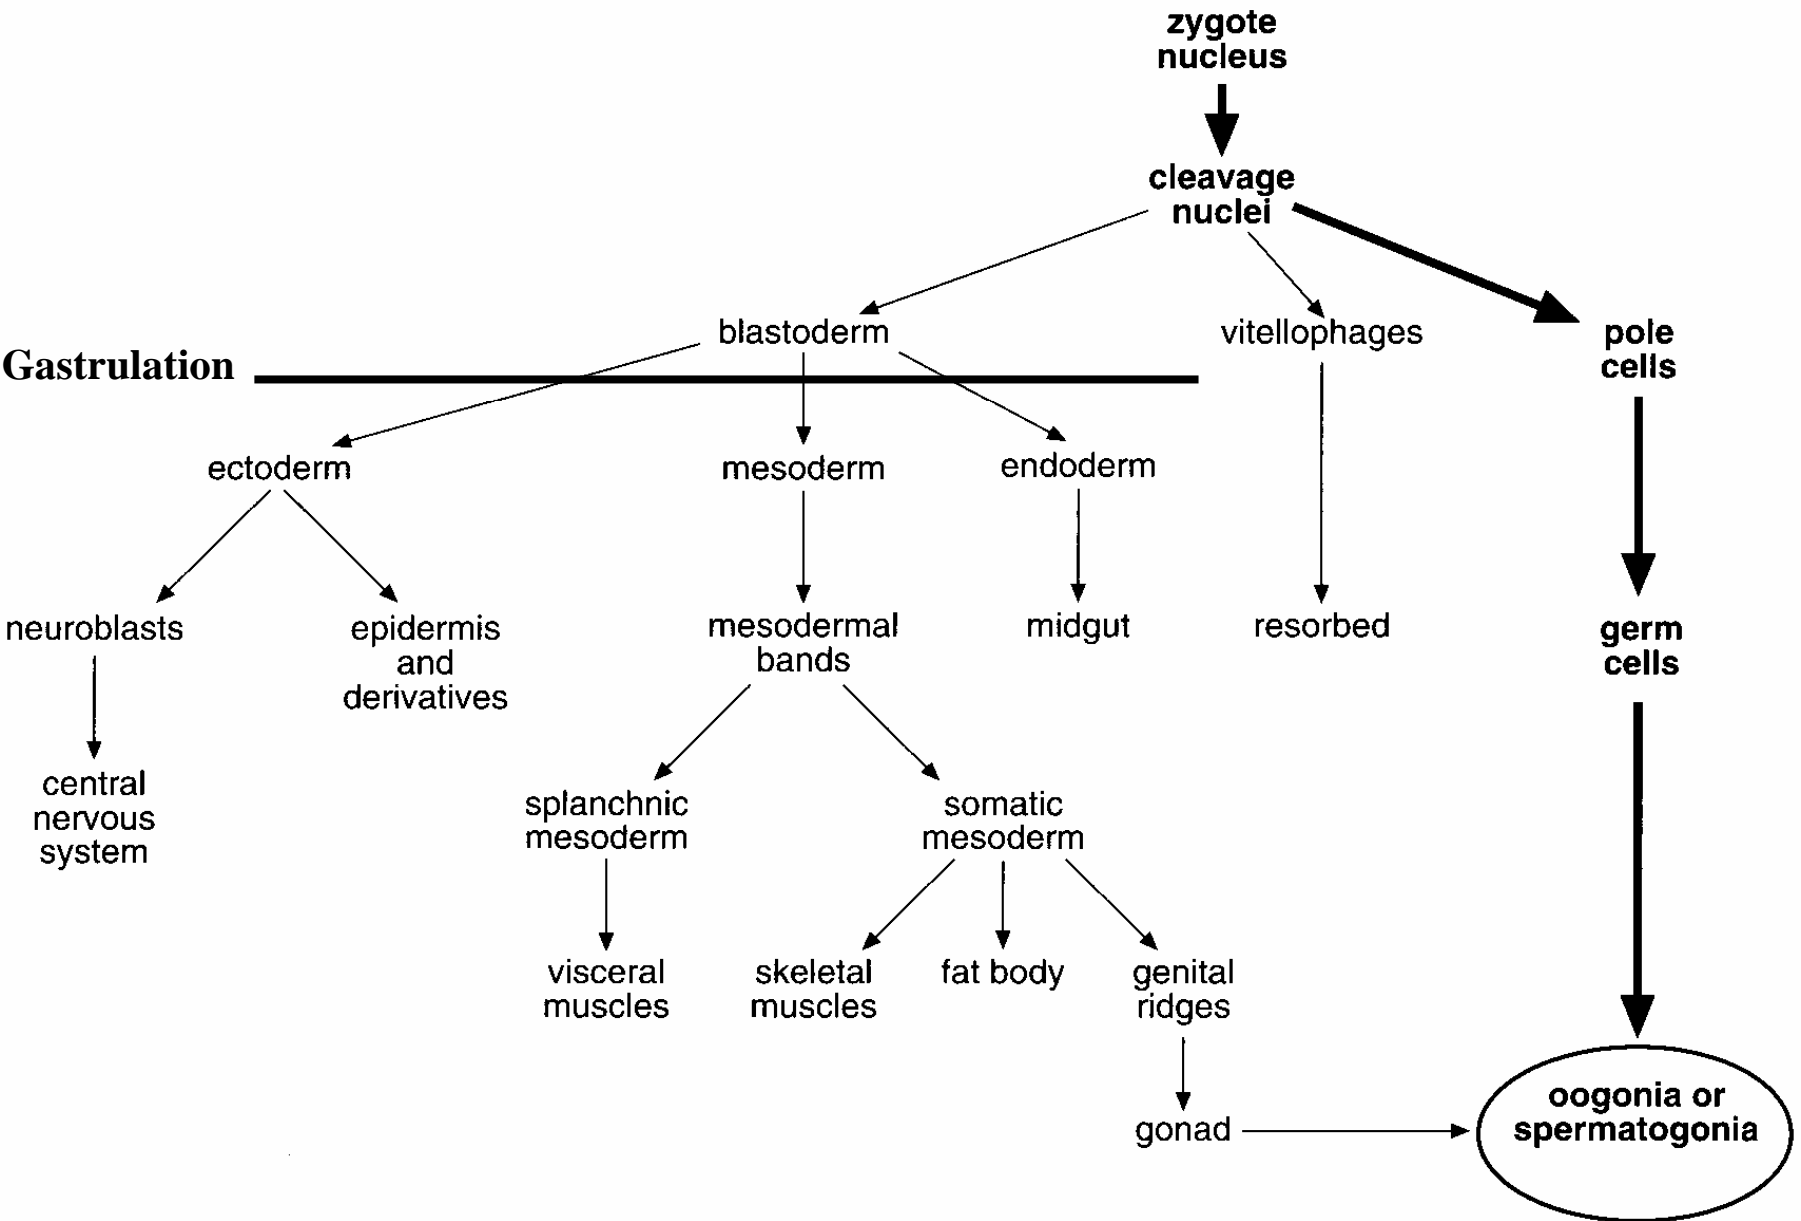 zygote
nucleus
cleavage
nuclei
blastoderm
vitellophages
pole
cells
Gastrulation
ectoderm
mesoderm
endoderm
neuroblasts
epidermis
and
derivatives
mesodermal
bands
midgut
resorbed
germ
cells
central
nervous
system
splanchnic
mesoderm
somatic
mesoderm
visceral
muscles
skeletal
muscles
fat body
genital
ridges
gonad
oogonia or
spermatogonia